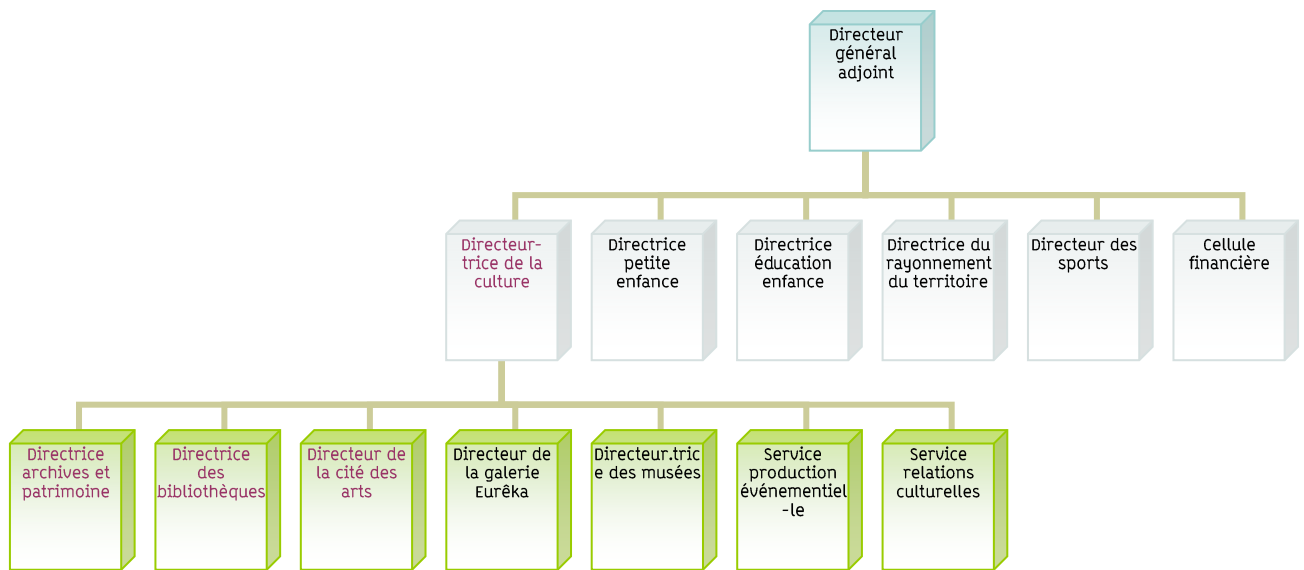 Directeur
général
adjoint
Directeur-
trice de la
culture
Directrice
petite
enfance
Directrice
éducation
enfance
Directrice du
rayonnement
du territoire
Directeur des
sports
Cellule
financière
Directrice
archives et
patrimoine
Directrice
des
bibliothèques
Directeur de
la cité des
arts
Directeur de
la galerie
Eurêka
Directeur.tric
e des musées
Service
production
événementiel
-le
Service
relations
culturelles